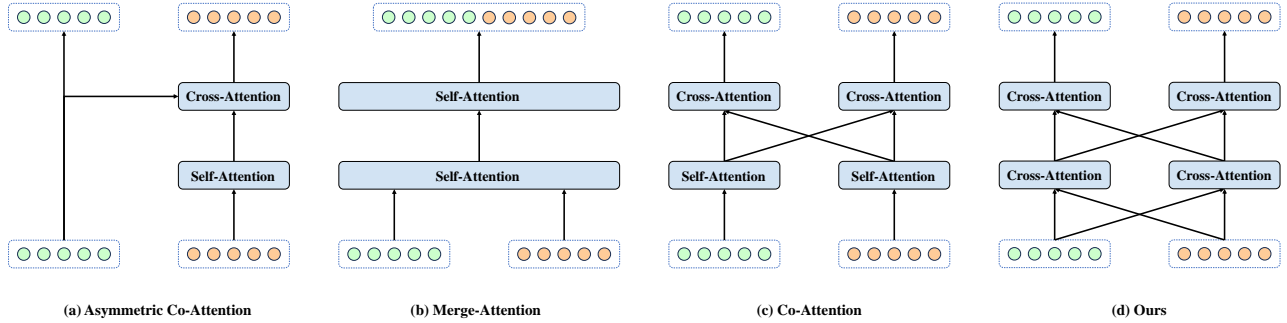 Cross-Attention
Self-Attention
(a) Asymmetric Co-Attention
Self-Attention
Self-Attention
(b) Merge-Attention
Cross-Attention
Cross-Attention
Self-Attention
Self-Attention
(c) Co-Attention
Cross-Attention
Cross-Attention
Cross-Attention
Cross-Attention
(d) Ours